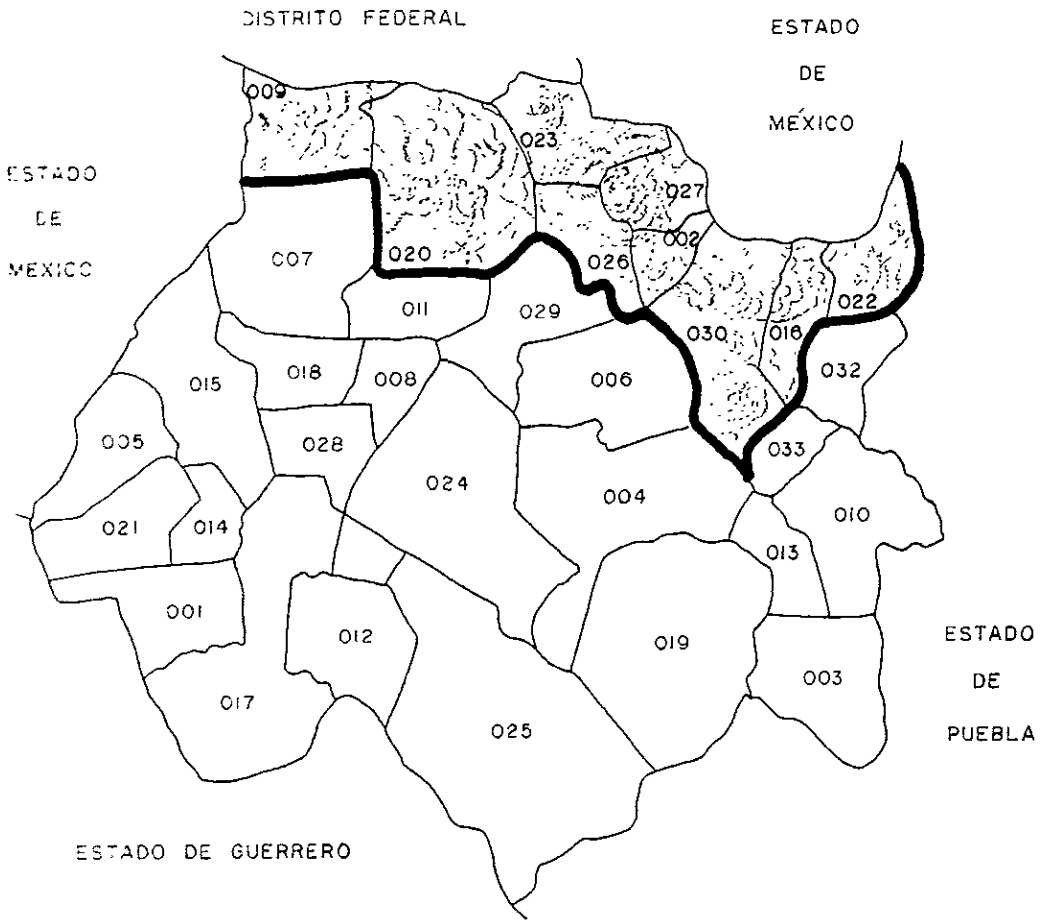 DISTRITO FEDERAL
ESTADO
DE
MÉXICO
ESTADO
DE
MEXICO
009
023
027
020
002
026
022
007
011
029
030
016
032
018
008
006
015
005
028
033
024
004
010
021
014
013
001
012
019
003
017
025
ESTADO
DE
PUEBLA
ESTADO DE GUERRERO